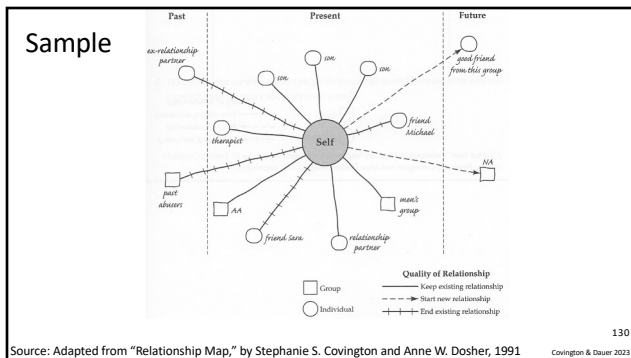 Sample
Past
Present
Future
ex-relationship
partner
son
son
son
good friend
from this group
therapist
Self
friend
Michael
past
abusers
AA
friend Sara
relationship
partner
men's
group
NA
Quality of Relationship
Group
Individual
Keep existing relationship
Start new relationship
End existing relationship
130
Source: Adapted from “Relationship Map,” by Stephanie S. Covington and Anne W. Dosher, 1991
Covington & Dauer 2023